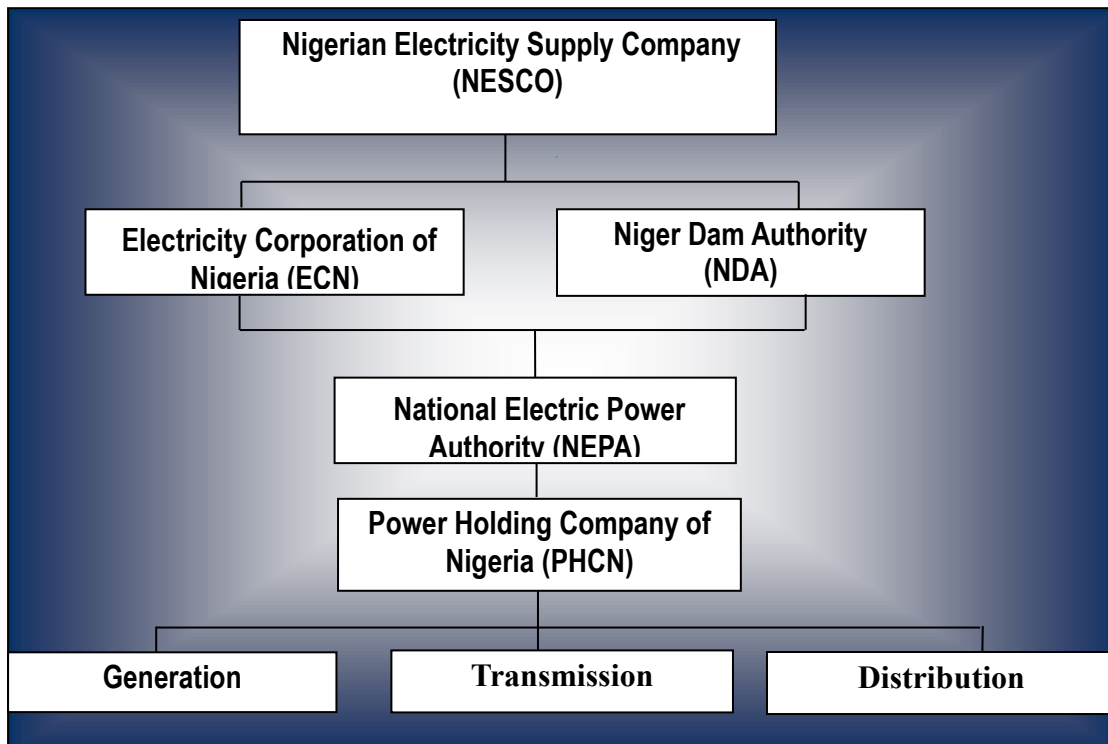 Nigerian Electricity Supply Company
(NESCO)
Electricity Corporation of
Nigeria (ECN)
Niger Dam Authority
(NDA)
National Electric Power
Authority (NEPA)
Power Holding Company of
Nigeria (PHCN)
Generation
Transmission
Distribution